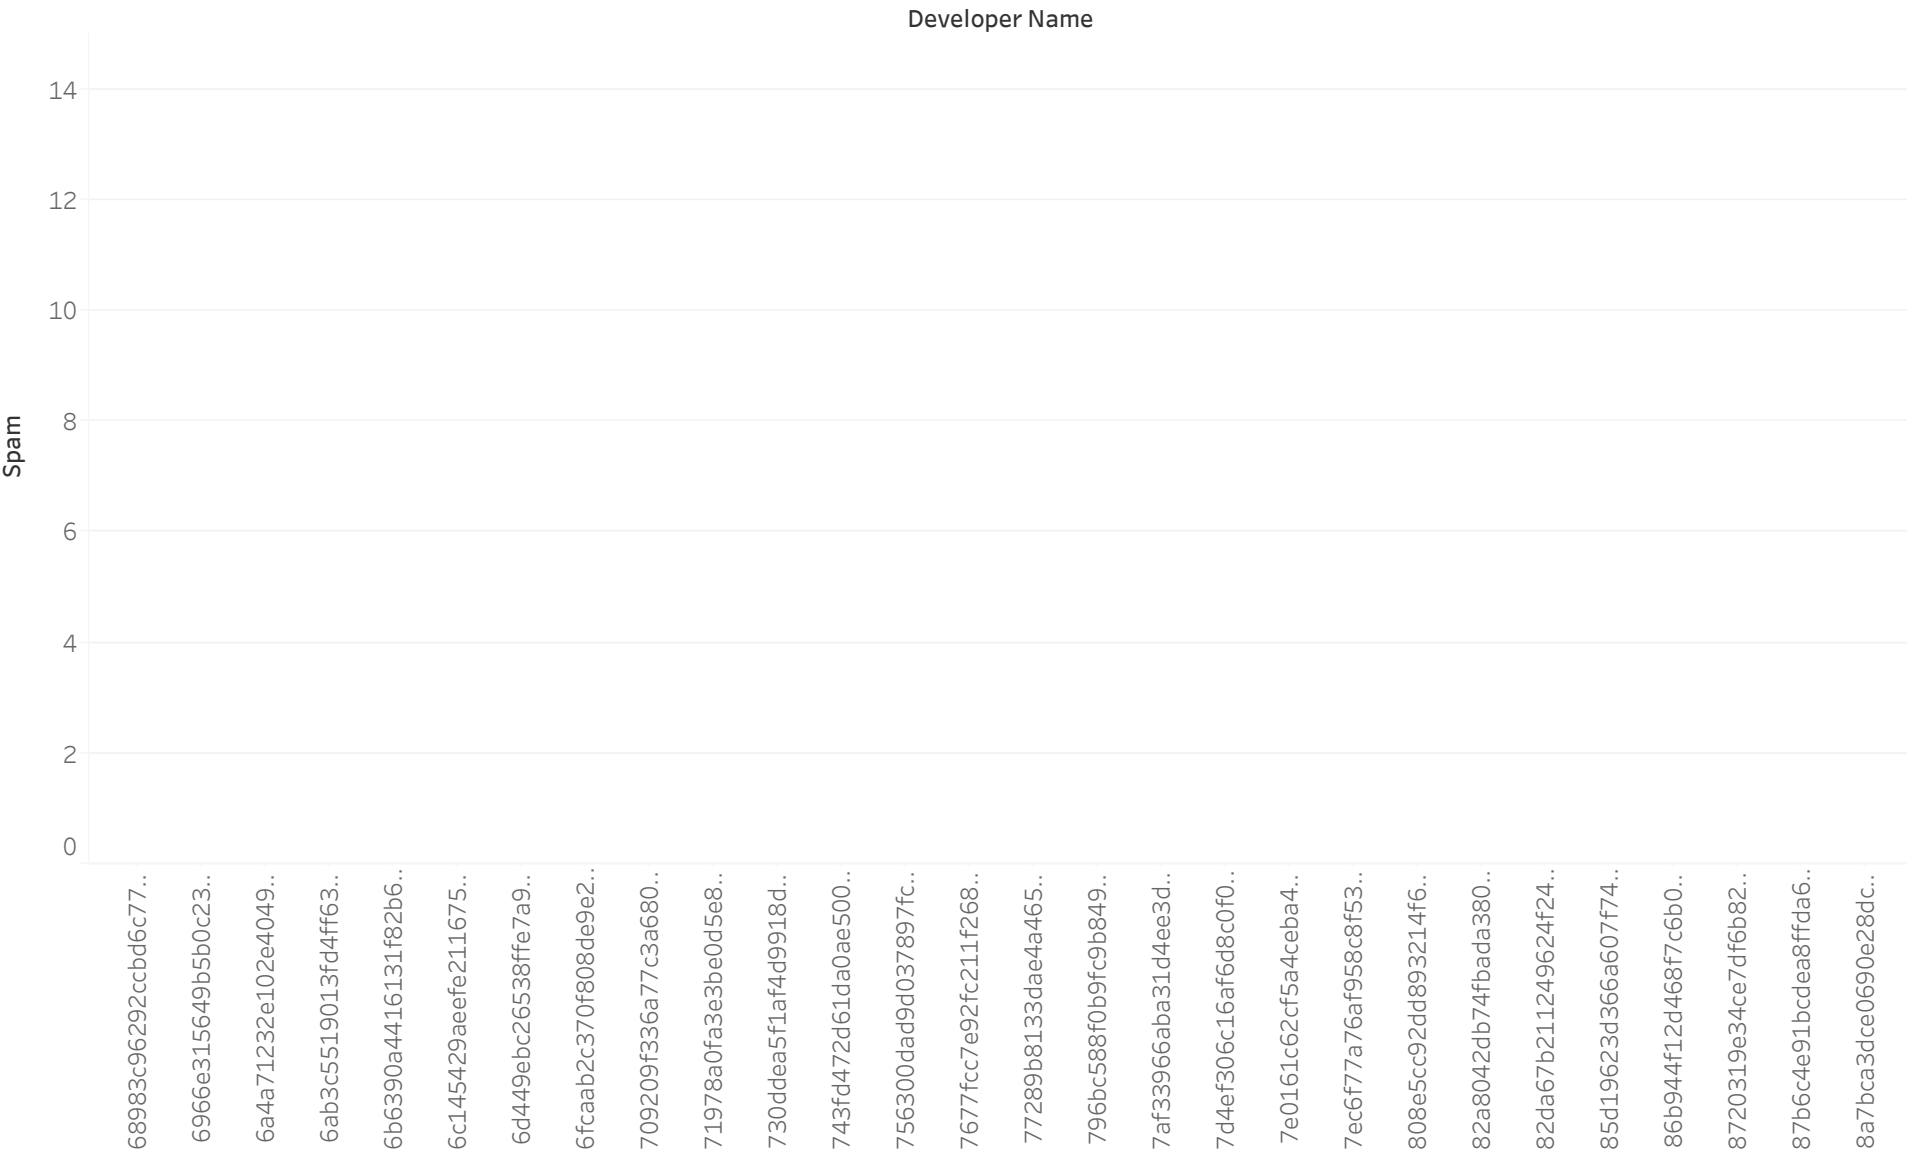 Developer Name
14
12
10
8
6
4
2
0
Spam
68983c96292ccbd6c77..
6966e315649b5b0c23..
6a4a71232e102e4049..
6ab3c5519013fd4ff63..
6b6390a4416131f82b6..
6c1454529aeefe211675..
6d449ebc26538ffe7a9..
6fcaab2c370f808de9e2..
709209f336a77c3a680..
71978a0fa3e3be0d5e8..
730ddea5f1af4d9918d..
743fd472d61da0ae500..
756300dad9d037897fc..
7677fcc7e92fc211f268..
77289b8133dae4a465..
796bc588f0b9fc9b849..
7af33966aba31d4ee3d..
7d4ef306c16af6d8c0f0..
7e0161c62cf5a4ceba4..
7ec6f77a76af958c8f53..
808e5cc92dd893214f6..
82a8042db74fbada380..
82da67b211249624f24..
85d19623d366a607f74..
86b944f12d468f7c6b0..
8720319e34ce7df6b82..
87b6c4e91bcdea8ffda6..
8a7bca3dce0690e28dc..